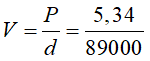 V = P/d = 5,34/89000